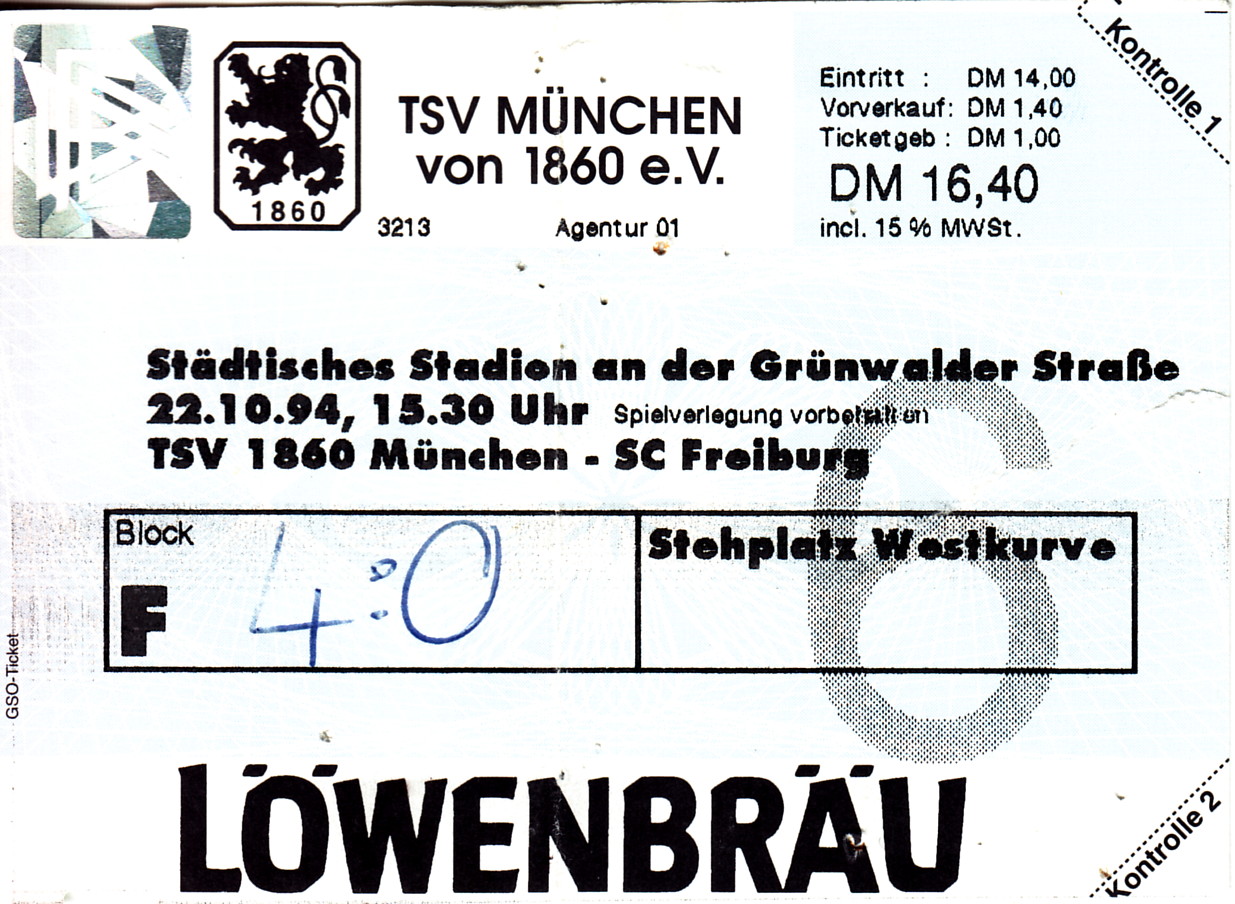 Kontrolle 1
TSV MÜNCHEN
von 1860 e.V.
1860
3213 Agentur 01
Eintritt : DM 14,00
Vorverkauf: DM 1,40
Ticketgeb : DM 1,00
DM 16,40
incl. 15 % MWSt.
Städtisches Stadion an der Grünwalder Straße
22.10.94, 15.30 Uhr Spielverlegung vorbehalten
TSV 1860 München - SC Freiburg
6
Block
F
4:0
Stehplatz Westkurve
GSO-Ticket
LÖWENBRÄU
Kontrolle 2